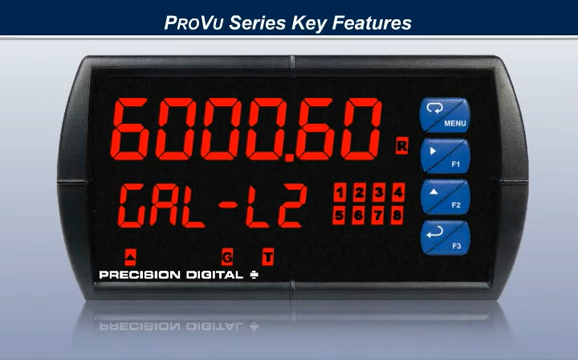 PROVU Series Key Features
6000.60
R
MENU
F1
GAL-L2
1 2 3 4
5 6 7 8
F2
F3
G T
PRECISION DIGITAL